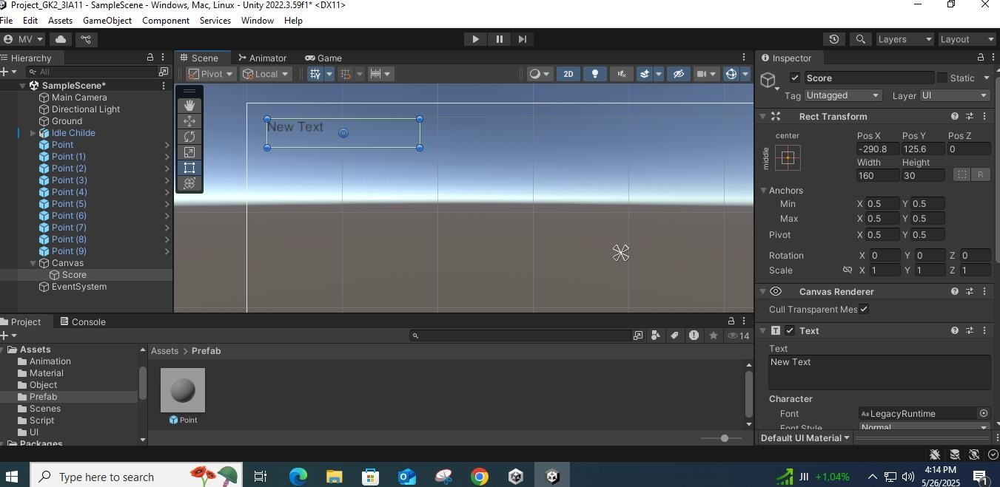 Project_GK2_3IA11 - SampleScene - Windows, Mac, Linux - Unity 2022.3.59f1* <DX11>
File Edit Assets GameObject Component Services Window Help
MV Layers Layout
Hierarchy Scene Animator Game Inspector
All Pivot Local 2D Score Static
Tag Untagged Layer UI
SampleScene*
Main Camera
Directional Light
Ground
Idle Childe
Point
Point (1)
Point (2)
Point (3)
Point (4)
Point (5)
Point (6)
Point (7)
Point (8)
Point (9)
Canvas
Score
EventSystem
New Text
Rect Transform
center Pos X Pos Y Pos Z
middle -290.8 125.6 0
Width Height
160 30 R
Anchors
Min X 0.5 Y 0.5
Max X 0.5 Y 0.5
Pivot X 0.5 Y 0.5
Rotation X 0 Y 0 Z 0
Scale X 1 Y 1 Z 1
Canvas Renderer
Cull Transparent Mes
T Text
Text
New Text
Character
Font Aa LegacyRuntime
Font Style Normal
Default UI Material
Project Console
14
Assets
Animation
Material
Object
Prefab
Scenes
Script
UI
Packages
Assets > Prefab
Point
Type here to search
JII +1,04%
4:14 PM
5/26/2025
1